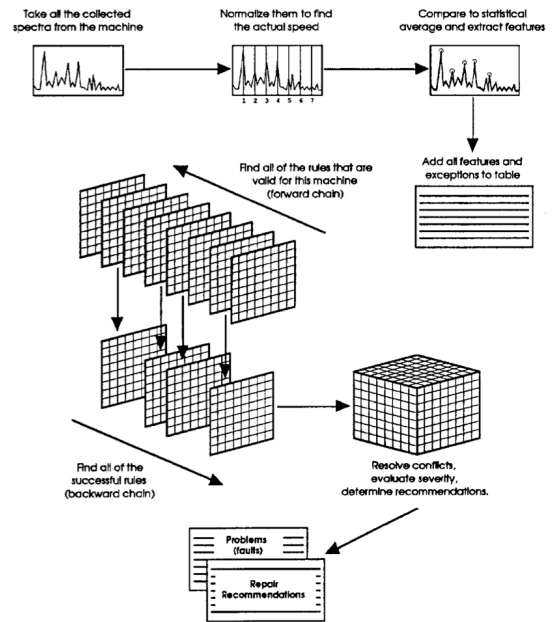 Take all the collected
spectra from the machine
Normalize them to find
the actual speed
Compare to statistical
average and extract features
1 2 3 4 5 6 7
Add all features and
exceptions to table
Find all of the rules that are
valid for this machine
(forward chain)
Find all of the
successful rules
(backward chain)
Resolve conflicts,
evaluate severity,
determine recommendations.
Problems
(faults)
Repair
Recommendations